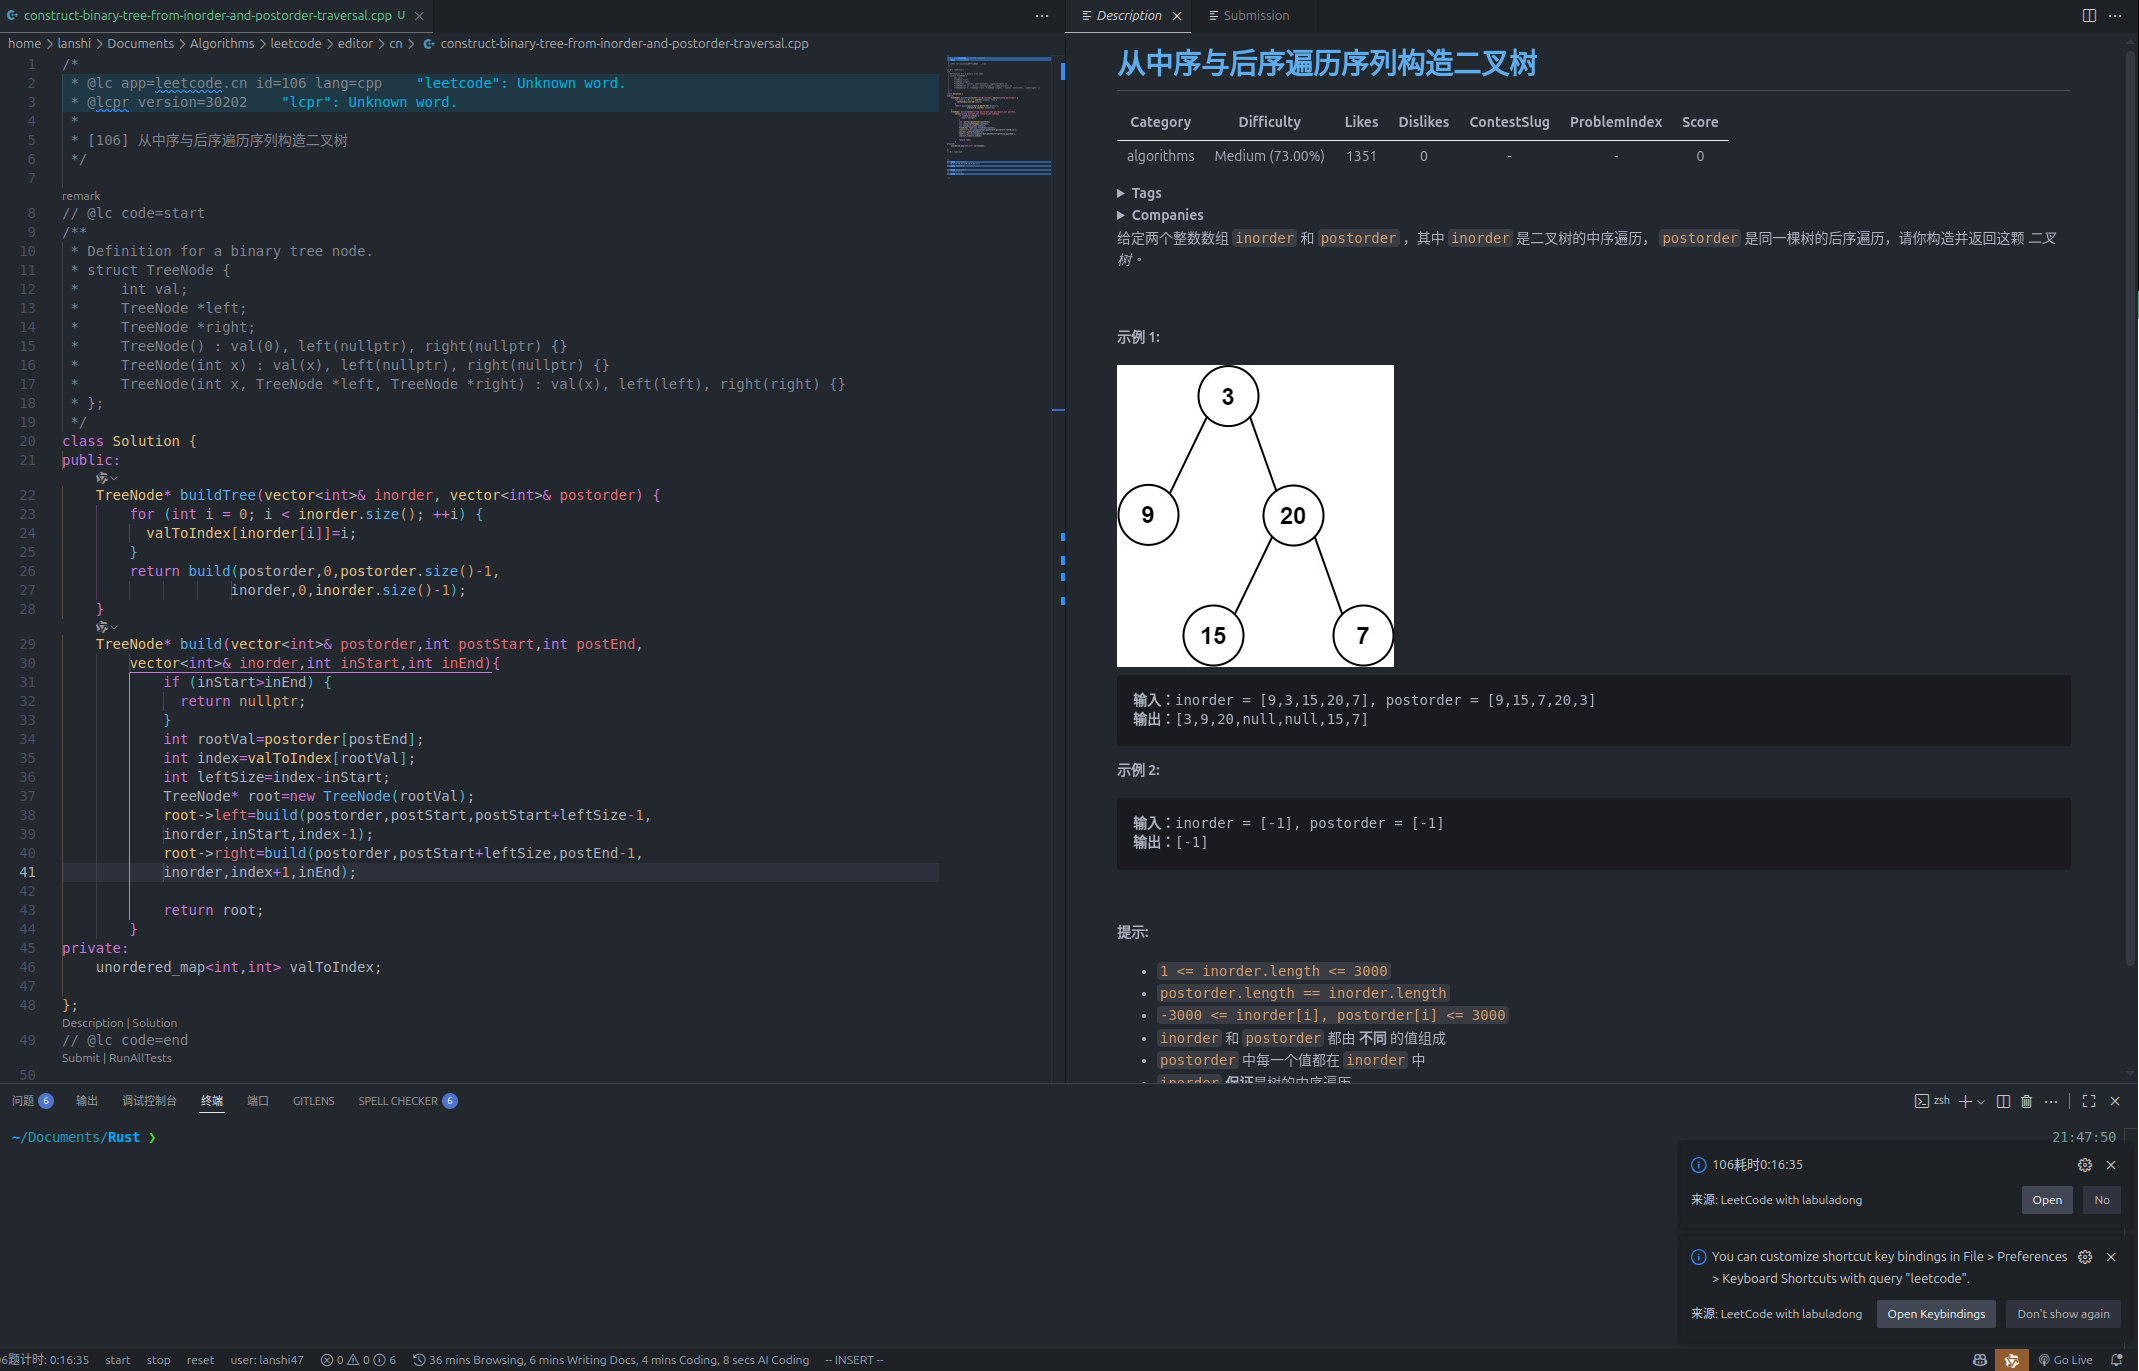 construct-binary-tree-from-inorder-and-postorder-traversal.cpp U
home > lanshi > Documents > Algorithms > leetcode > editor > cn > construct-binary-tree-from-inorder-and-postorder-traversal.cpp
1 /*
2 * @lc app=leetcode.cn id=106 lang=cpp "leetcode": Unknown word.
3 * @lcpr version=30202 "lcpr": Unknown word.
4 *
5 * [106] 从中序与后序遍历序列构造二叉树
6 */
7
remark
8 // @lc code=start
9 /**
10 * Definition for a binary tree node.
11 * struct TreeNode {
12 *     int val;
13 *     TreeNode *left;
14 *     TreeNode *right;
15 *     TreeNode() : val(0), left(nullptr), right(nullptr) {}
16 *     TreeNode(int x) : val(x), left(nullptr), right(nullptr) {}
17 *     TreeNode(int x, TreeNode *left, TreeNode *right) : val(x), left(left), right(right) {}
18 * };
19 */
20 class Solution {
21 public:
22 TreeNode* buildTree(vector<int>& inorder, vector<int>& postorder) {
23 for (int i = 0; i < inorder.size(); ++i) {
24 valToIndex[inorder[i]]=i;
25 }
26 return build(postorder,0,postorder.size()-1,
27 inorder,0,inorder.size()-1);
28 }
29 TreeNode* build(vector<int>& postorder,int postStart,int postEnd,
30 vector<int>& inorder,int inStart,int inEnd){
31 if (inStart>inEnd) {
32 return nullptr;
33 }
34 int rootVal=postorder[postEnd];
35 int index=valToIndex[rootVal];
36 int leftSize=index-inStart;
37 TreeNode* root=new TreeNode(rootVal);
38 root->left=build(postorder,postStart,postStart+leftSize-1,
39 inorder,inStart,index-1);
40 root->right=build(postorder,postStart+leftSize,postEnd-1,
41 inorder,index+1,inEnd);
42
43 return root;
44 }
45 private:
46 unordered_map<int,int> valToIndex;
47
48 };
Description | Solution
49 // @lc code=end
Submit | RunAllTests
50
Description Submission
从中序与后序遍历序列构造二叉树
Category Difficulty Likes Dislikes ContestSlug ProblemIndex Score
algorithms Medium (73.00%) 1351 0 - - 0
Tags
Companies
给定两个整数数组 inorder 和 postorder ，其中 inorder 是二叉树的中序遍历， postorder 是同一棵树的后序遍历，请你构造并返回这颗 二叉
树 。
示例 1:
3
9 20
15 7
输入：inorder = [9,3,15,20,7], postorder = [9,15,7,20,3]
输出：[3,9,20,null,null,15,7]
示例 2:
输入：inorder = [-1], postorder = [-1]
输出：[-1]
提示:
1 <= inorder.length <= 3000
postorder.length == inorder.length
-3000 <= inorder[i], postorder[i] <= 3000
inorder 和 postorder 都由 不同 的值组成
postorder 中每一个值都在 inorder 中
inorder 保证是树的中序遍历
问题 6 输出 调试控制台 终端 端口 GITLENS SPELL CHECKER 6 zsh
~/Documents/Rust ❯ 21:47:50
106耗时0:16:35
来源: LeetCode with labuladong Open No
You can customize shortcut key bindings in File > Preferences
> Keyboard Shortcuts with query "leetcode".
来源: LeetCode with labuladong Open Keybindings Don't show again
6题计时: 0:16:35 start stop reset user: lanshi47 0 0 6 36 mins Browsing, 6 mins Writing Docs, 4 mins Coding, 8 secs AI Coding -- INSERT -- Go Live